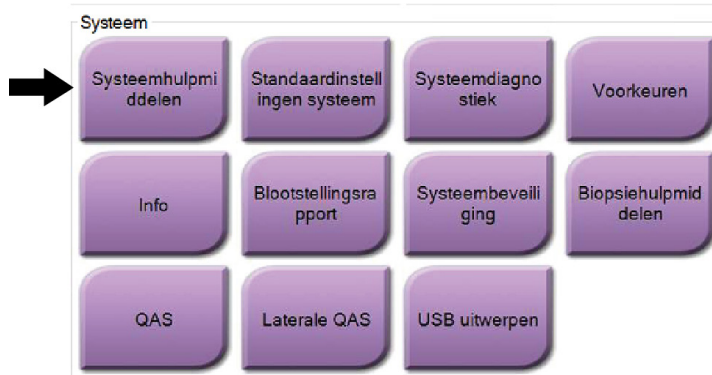 Systeem
Systeemhulpmi
ddelen
Standaardinstell
ingen systeem
Systeemdiagno
stiek
Voorkeuren
Info
Blootstellingsra
pport
Systeembeveili
ging
Biopsiehulpmid
delen
QAS
Laterale QAS
USB uitwerpen